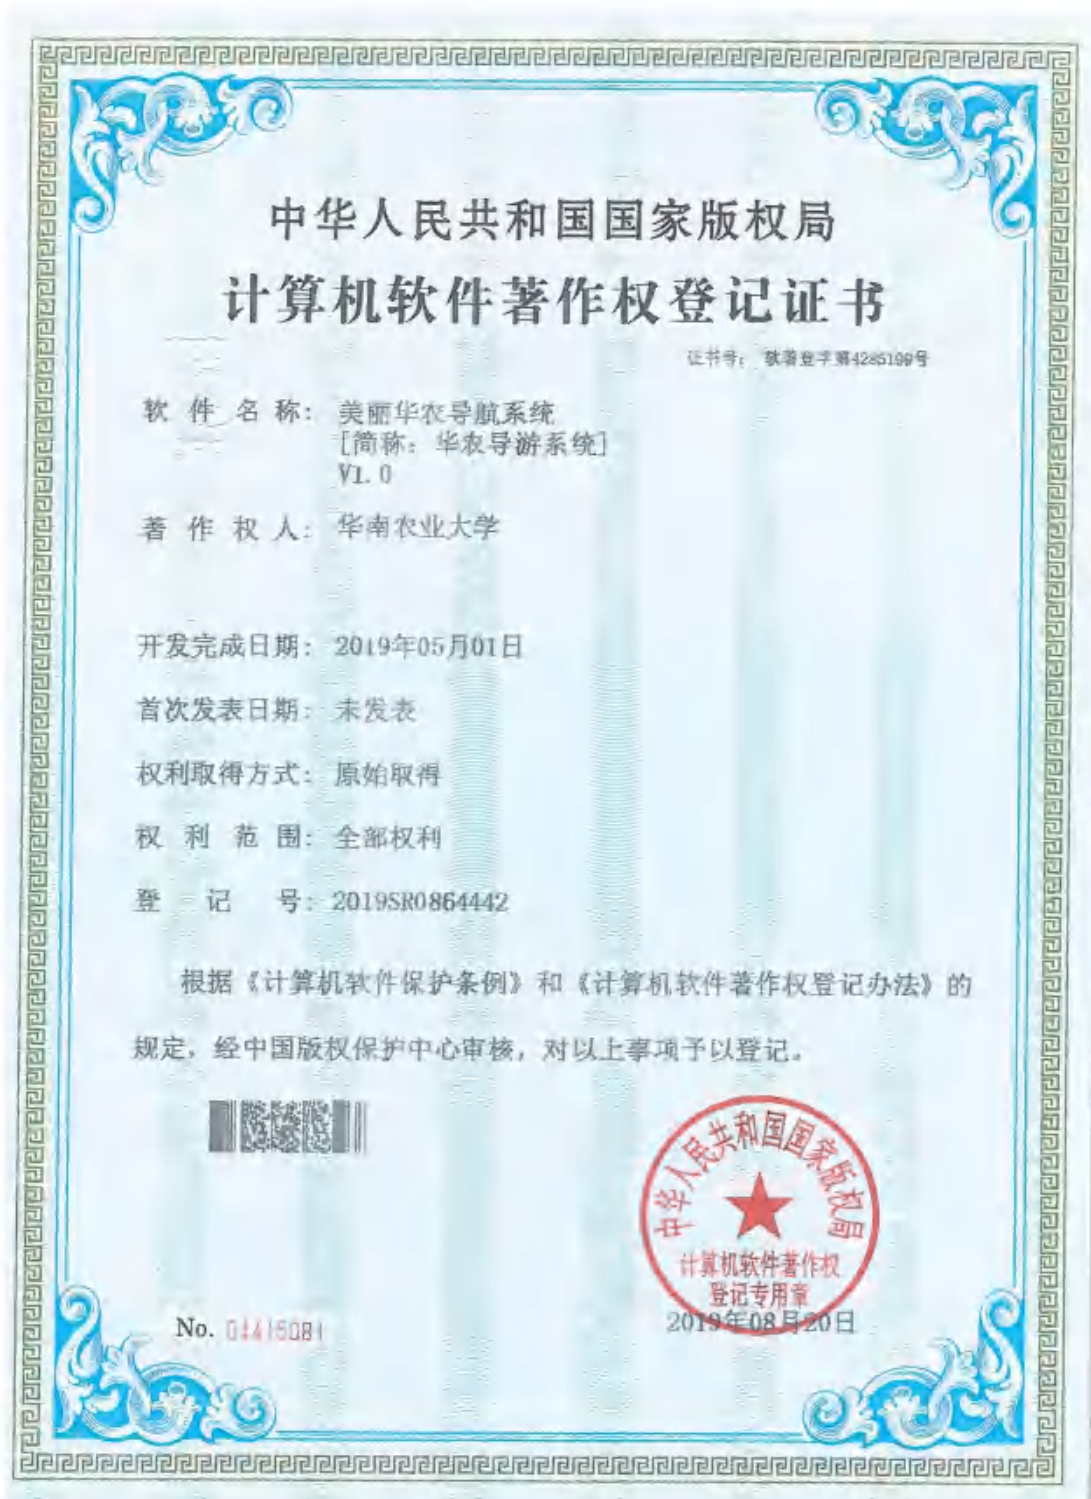 中华人民共和国国家版权局
计算机软件著作权登记证书
证书号： 软著登字第4285199号
软件名称： 美丽华农导航系统
[简称：华农导游系统]
V1.0
著作权人： 华南农业大学
开发完成日期： 2019年05月01日
首次发表日期： 未发表
权利取得方式： 原始取得
权利范围： 全部权利
登记号： 2019SR0864442
根据《计算机软件保护条例》和《计算机软件著作权登记办法》的
规定，经中国版权保护中心审核，对以上事项予以登记。
中华人民共和国国家版权局
计算机软件著作权
登记专用章
No. 04415081
2019年08月20日